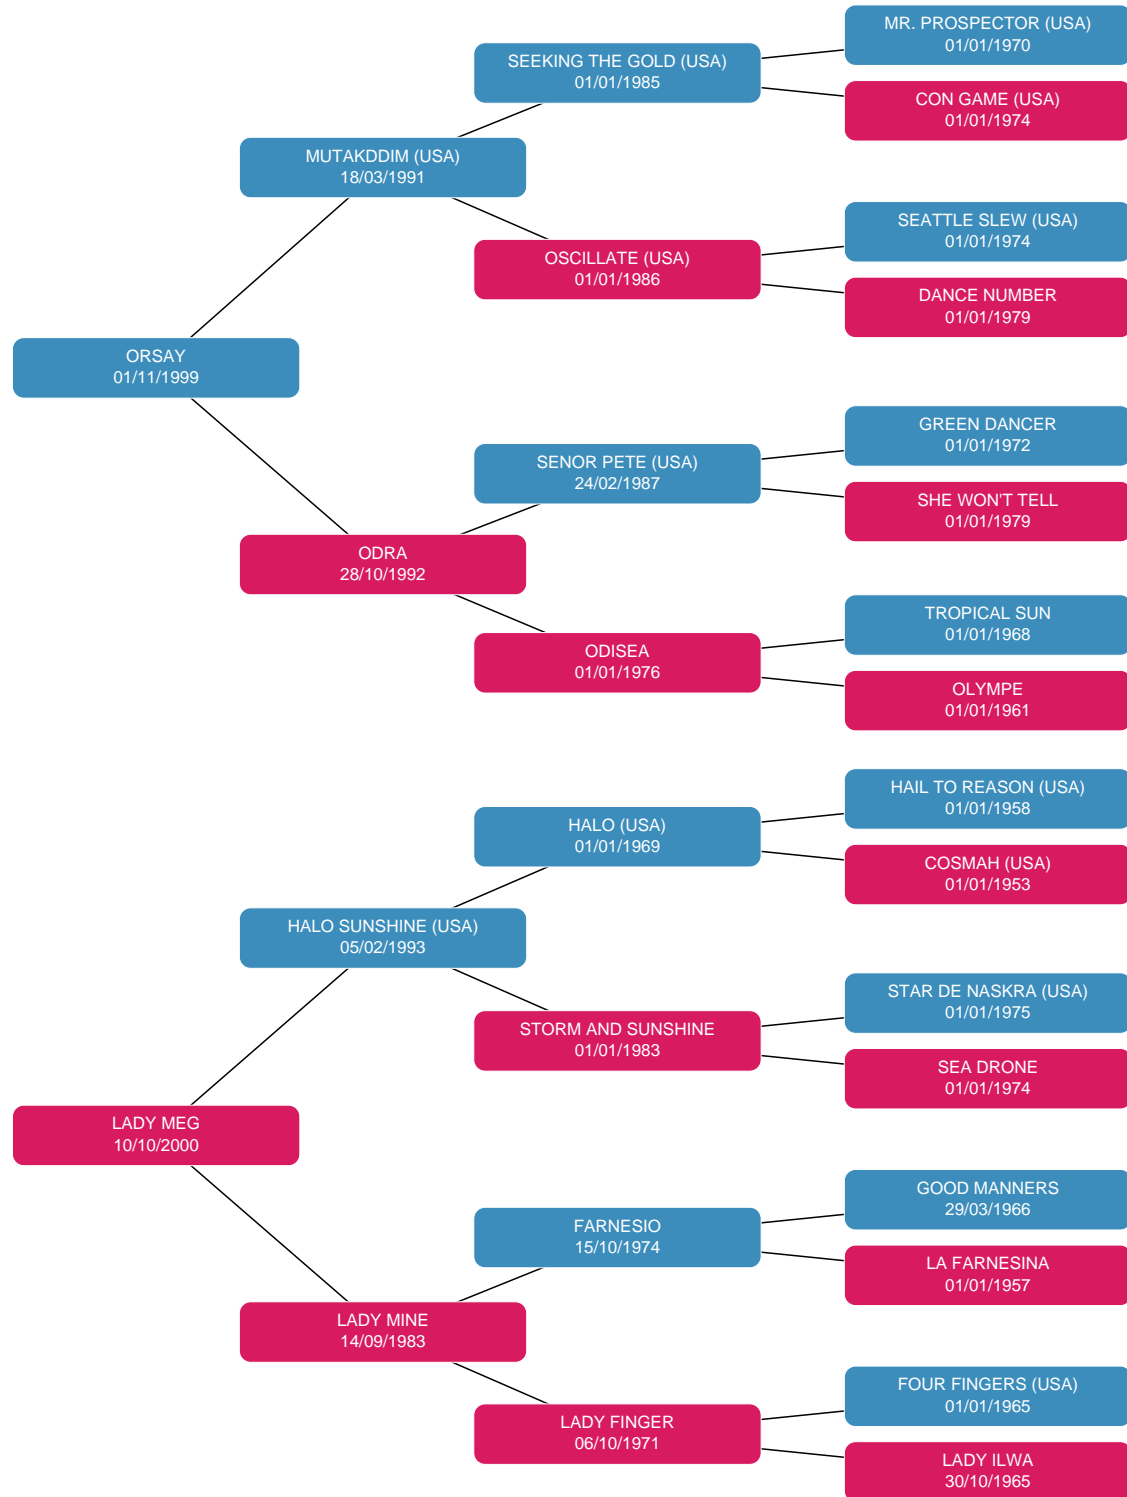 MR. PROSPECTOR (USA)
01/01/1970
SEEKING THE GOLD (USA)
01/01/1985
CON GAME (USA)
01/01/1974
MUTAKDDIM (USA)
18/03/1991
SEATTLE SLEW (USA)
01/01/1974
OSCILLATE (USA)
01/01/1986
DANCE NUMBER
01/01/1979
ORSAY
01/11/1999
GREEN DANCER
01/01/1972
SENOR PETE (USA)
24/02/1987
SHE WON'T TELL
01/01/1979
ODRA
28/10/1992
TROPICAL SUN
01/01/1968
ODISEA
01/01/1976
OLYMPE
01/01/1961
HAIL TO REASON (USA)
01/01/1958
HALO (USA)
01/01/1969
COSMAH (USA)
01/01/1953
HALO SUNSHINE (USA)
05/02/1993
STAR DE NASKRA (USA)
01/01/1975
STORM AND SUNSHINE
01/01/1983
SEA DRONE
01/01/1974
LADY MEG
10/10/2000
GOOD MANNERS
29/03/1966
FARNESIO
15/10/1974
LA FARNESINA
01/01/1957
LADY MINE
14/09/1983
FOUR FINGERS (USA)
01/01/1965
LADY FINGER
06/10/1971
LADY ILWA
30/10/1965